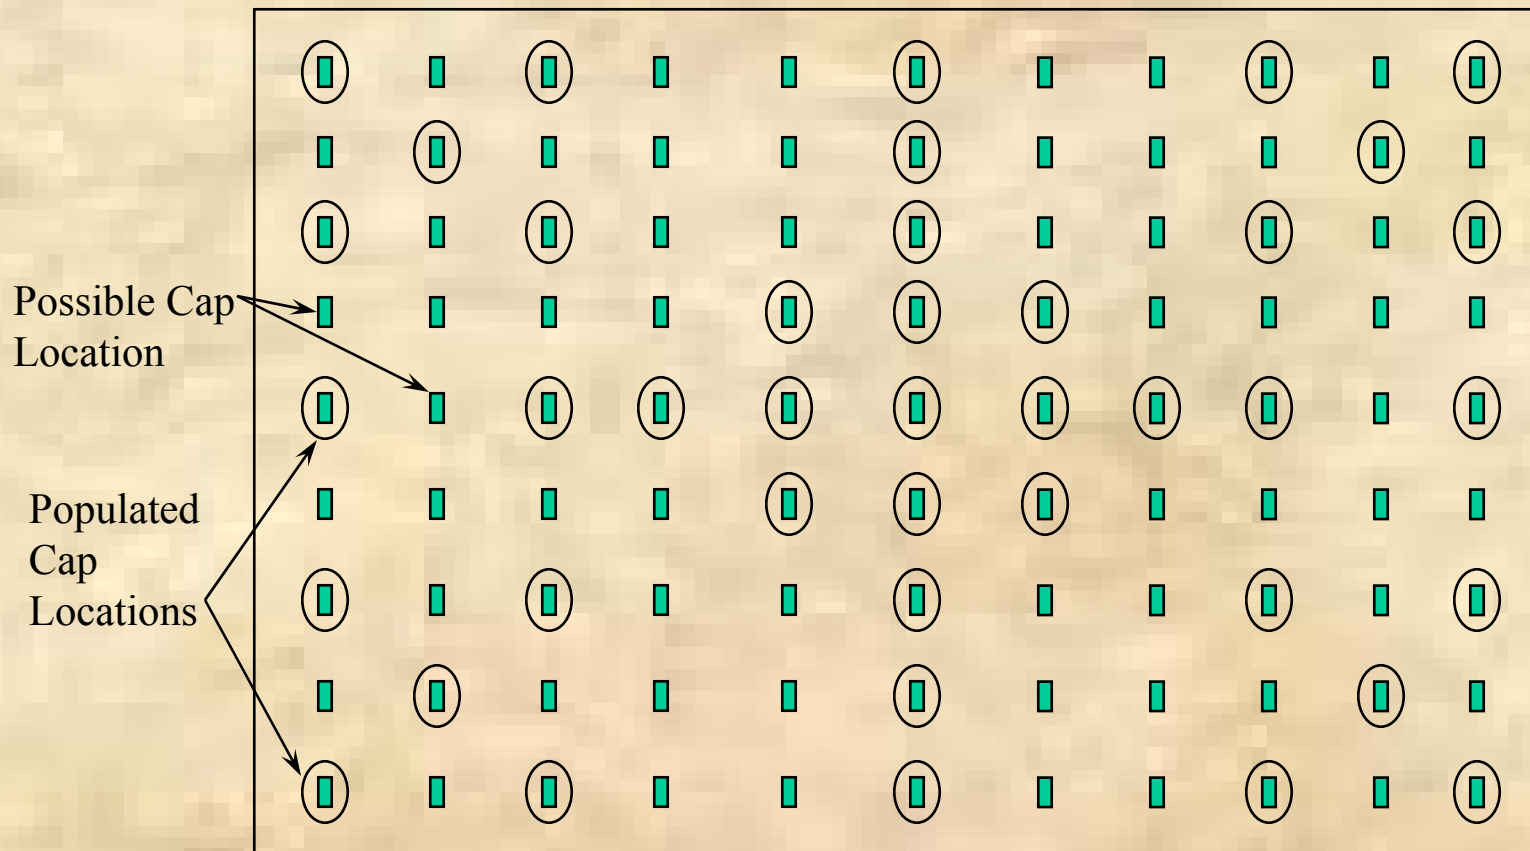 Possible Cap
Location
Populated
Cap
Locations